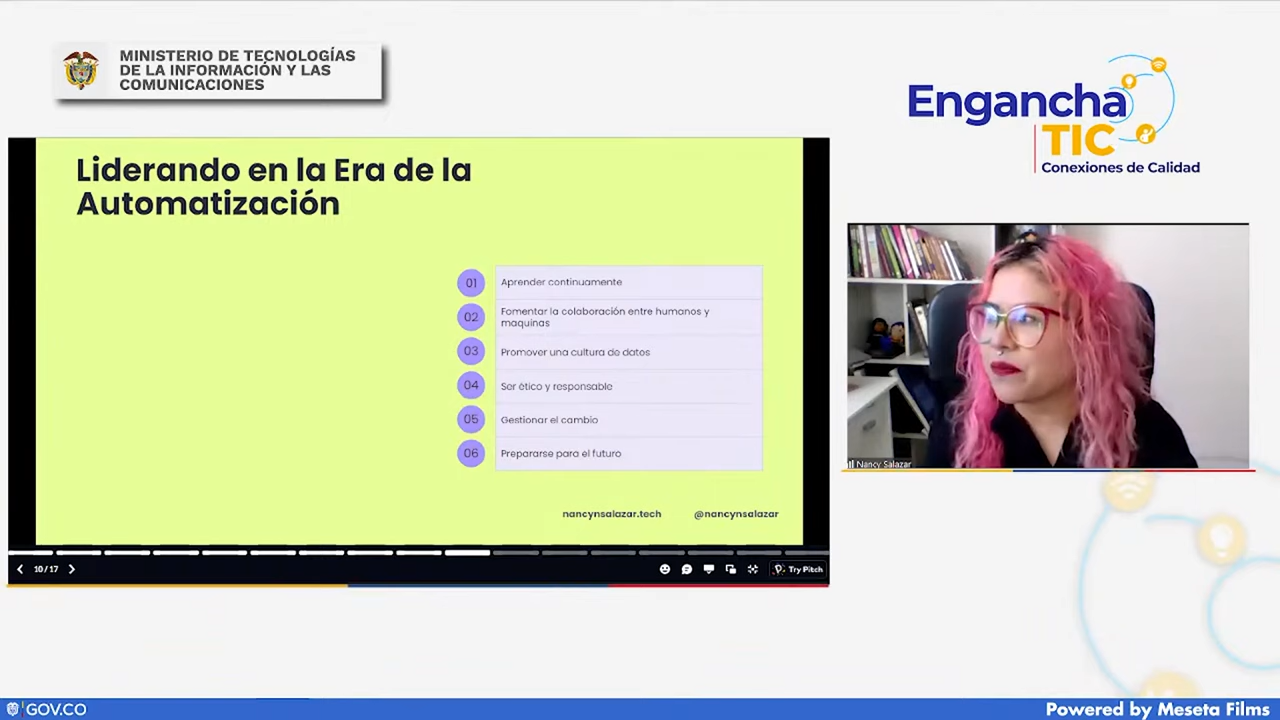 MINISTERIO DE TECNOLOGÍAS
DE LA INFORMACIÓN Y LAS
COMUNICACIONES
Engancha
TIC
Conexiones de Calidad
Liderando en la Era de la
Automatización
01 Aprender continuamente
02 Fomentar la colaboración entre humanos y
maquinas
03 Promover una cultura de datos
04 Ser ético y responsable
05 Gestionar el cambio
06 Prepararse para el futuro
nancynsalazar.tech @nancynsalazar
10/17
Try Pitch
Nancy Salazar
GOV.CO
Powered by Meseta Films